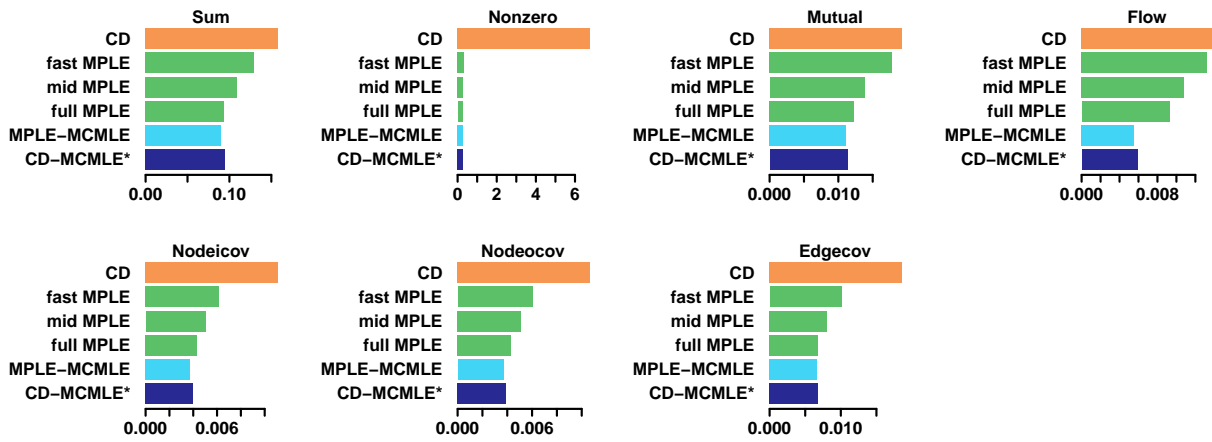 Sum
CD
fast MPLE
mid MPLE
full MPLE
MPLE−MCMLE
CD−MCMLE*
0.00 0.10
Nonzero
CD
fast MPLE
mid MPLE
full MPLE
MPLE−MCMLE
CD−MCMLE*
0 2 4 6
Mutual
CD
fast MPLE
mid MPLE
full MPLE
MPLE−MCMLE
CD−MCMLE*
0.000 0.010
Flow
CD
fast MPLE
mid MPLE
full MPLE
MPLE−MCMLE
CD−MCMLE*
0.000 0.008
Nodeicov
CD
fast MPLE
mid MPLE
full MPLE
MPLE−MCMLE
CD−MCMLE*
0.000 0.006
Nodeocov
CD
fast MPLE
mid MPLE
full MPLE
MPLE−MCMLE
CD−MCMLE*
0.000 0.006
Edgecov
CD
fast MPLE
mid MPLE
full MPLE
MPLE−MCMLE
CD−MCMLE*
0.000 0.010